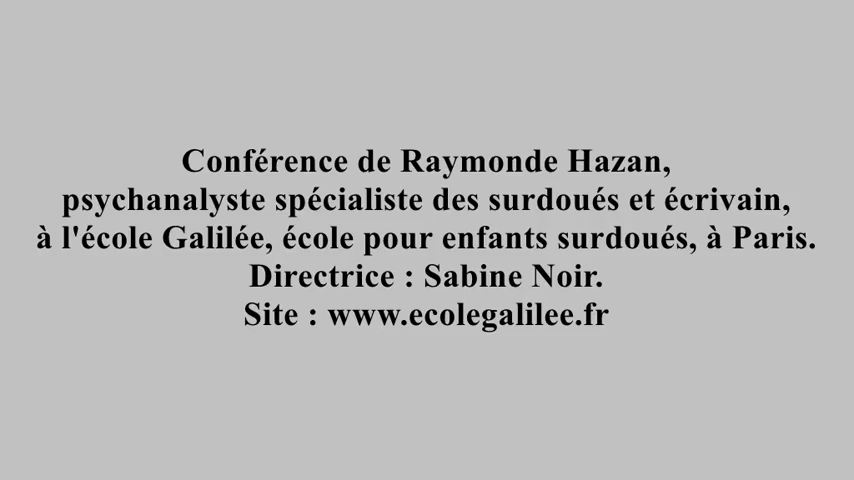 Conférence de Raymonde Hazan,
psychanalyste spécialiste des surdoués et écrivain,
à l'école Galilée, école pour enfants surdoués, à Paris.
Directrice : Sabine Noir.
Site : www.ecolegalilee.fr